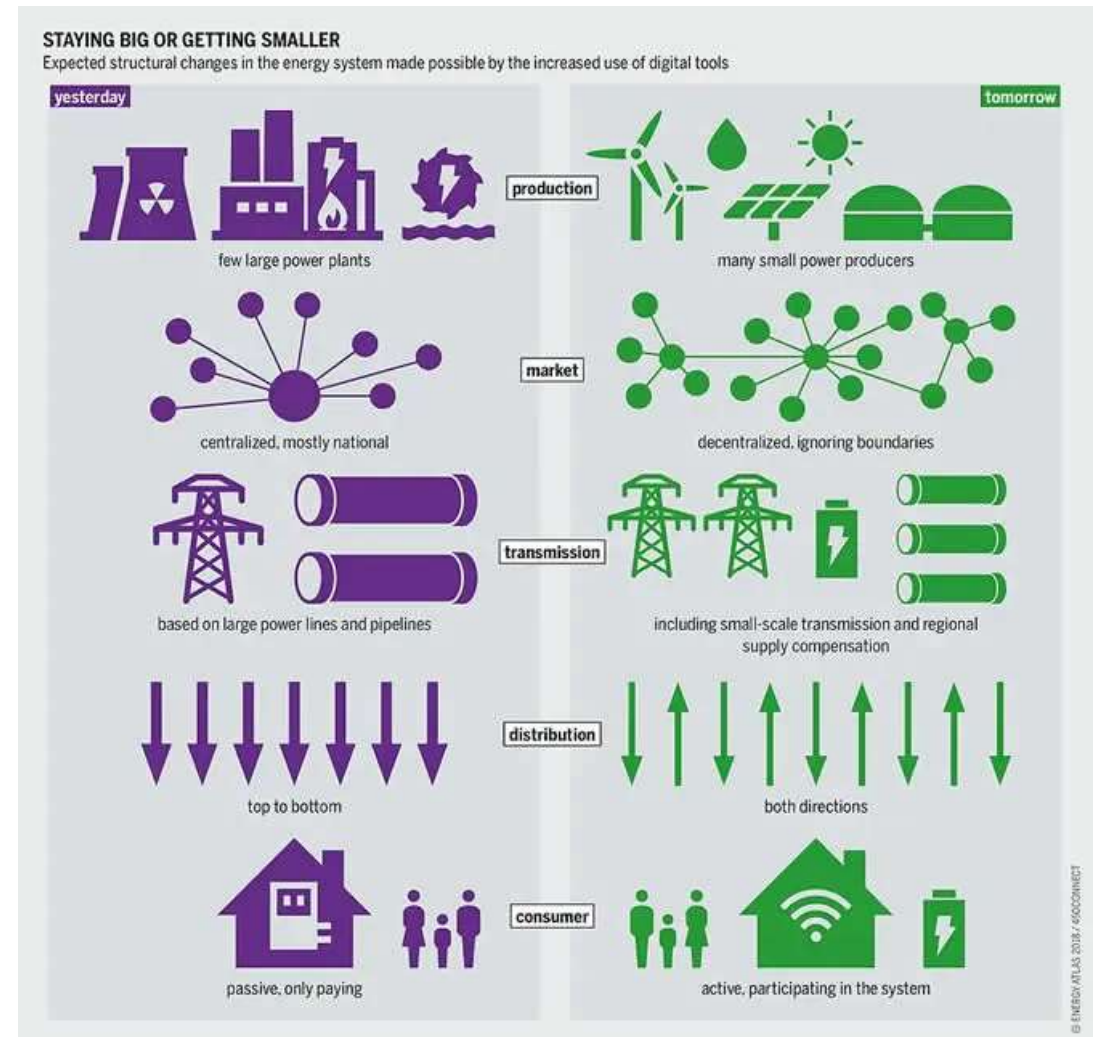 STAYING BIG OR GETTING SMALLER
Expected structural changes in the energy system made possible by the increased use of digital tools
yesterday
tomorrow
production
few large power plants
many small power producers
market
centralized, mostly national
decentralized, ignoring boundaries
transmission
based on large power lines and pipelines
including small-scale transmission and regional
supply compensation
distribution
top to bottom
both directions
consumer
passive, only paying
active, participating in the system
© ENERGY ATLAS 2018 / 450CONNECT